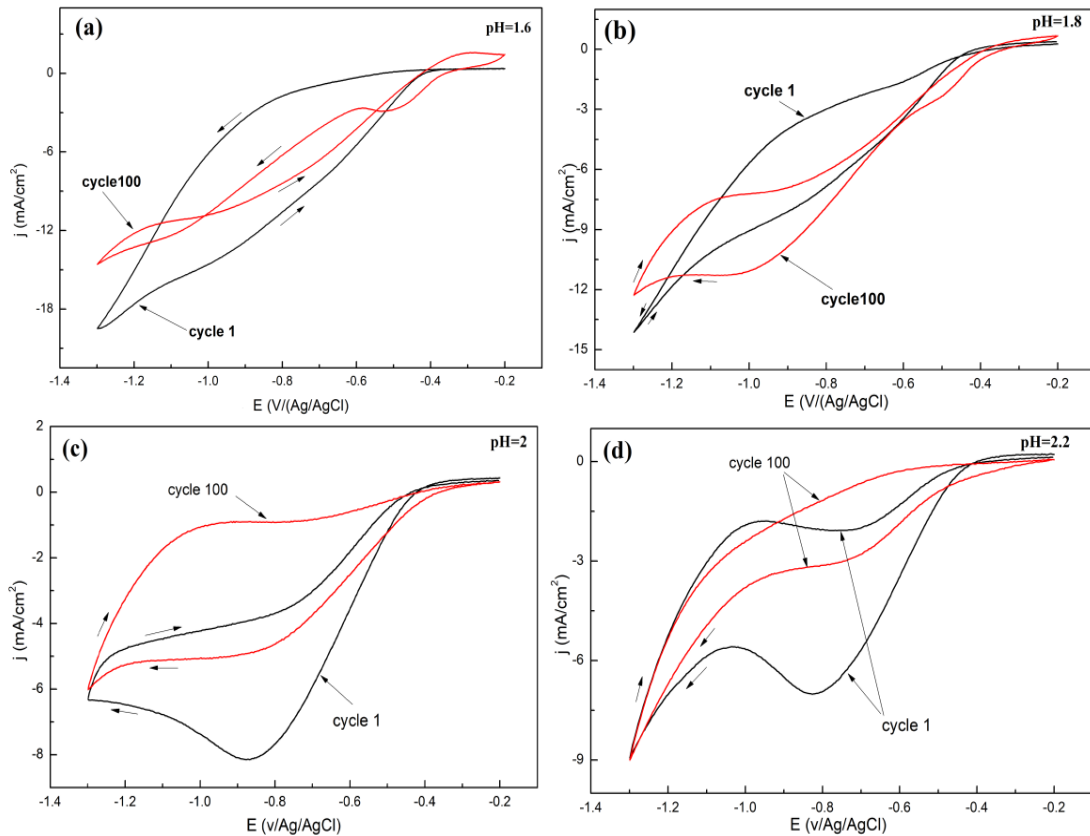 (a)
pH=1.6
0
-6
-12
-18
j (mA/cm²)
cycle100
cycle 1
-1.4
-1.2
-1.0
-0.8
-0.6
-0.4
-0.2
E (V/(Ag/AgCl)
(b)
pH=1.8
0
-3
-6
-9
-12
-15
j (mA/cm²)
cycle 1
cycle100
-1.4
-1.2
-1.0
-0.8
-0.6
-0.4
-0.2
E (V/(Ag/AgCl)
(c)
pH=2
2
0
-2
-4
-6
-8
j (mA/cm²)
cycle 100
cycle 1
-1.4
-1.2
-1.0
-0.8
-0.6
-0.4
-0.2
E (v/Ag/AgCl)
(d)
pH=2.2
0
-3
-6
-9
j (mA/cm²)
cycle 100
cycle 1
-1.4
-1.2
-1.0
-0.8
-0.6
-0.4
-0.2
E (v/Ag/AgCl)